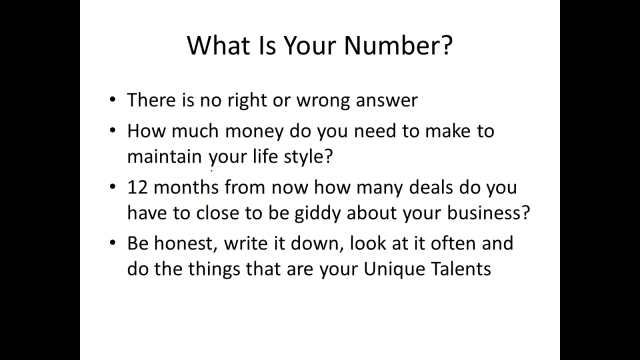 What Is Your Number?
• There is no right or wrong answer
• How much money do you need to make to
maintain your life style?
• 12 months from now how many deals do you
have to close to be giddy about your business?
• Be honest, write it down, look at it often and
do the things that are your Unique Talents